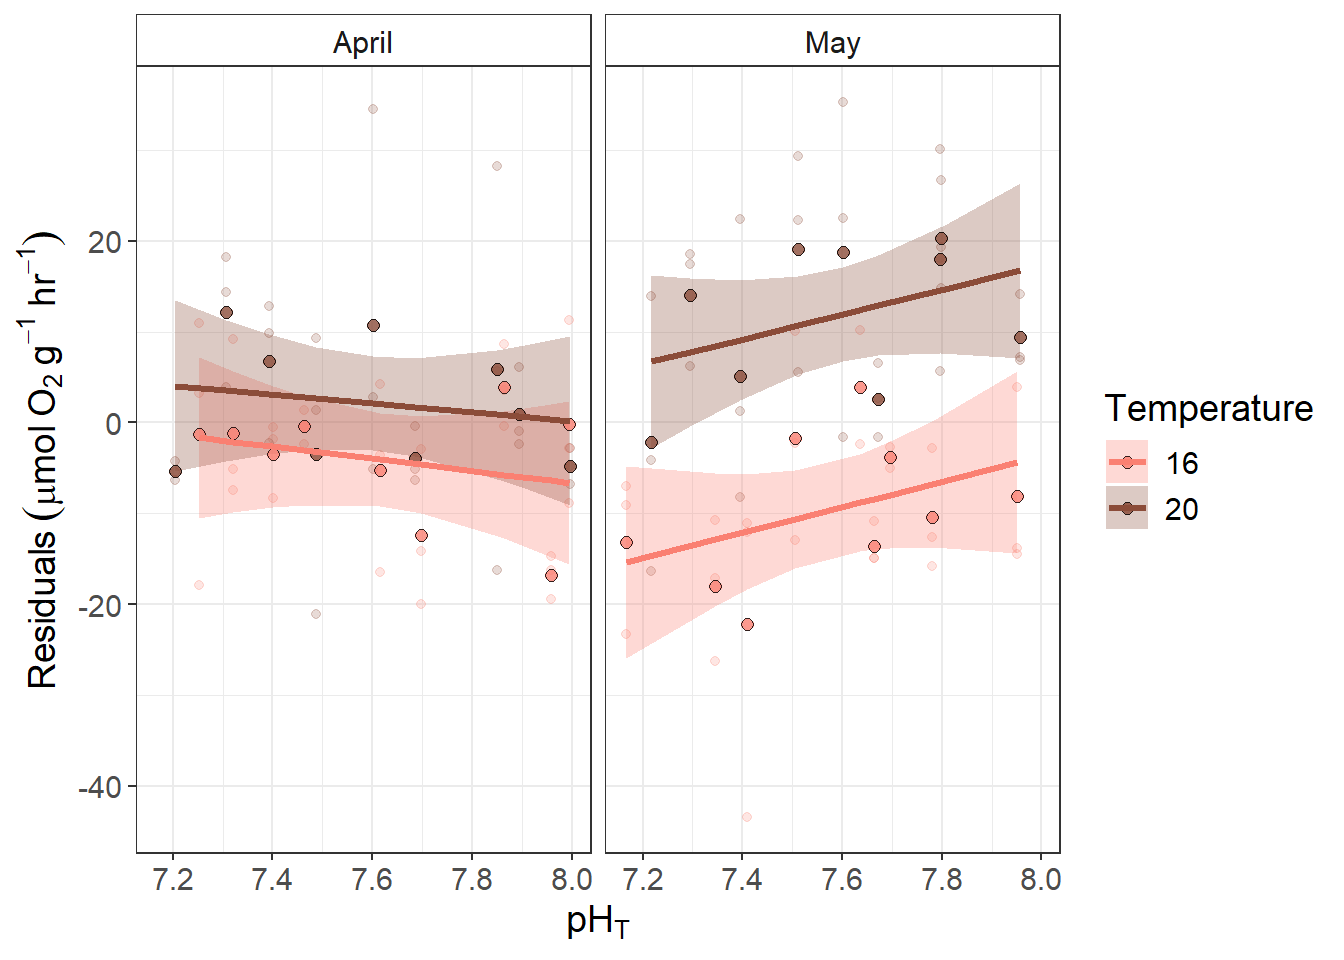 April May
20
0
-20
-40
7.2 7.4 7.6 7.8 8.0 7.2 7.4 7.6 7.8 8.0
pH_T
Residuals (μmol O₂ g⁻¹ hr⁻¹)
Temperature
16
20